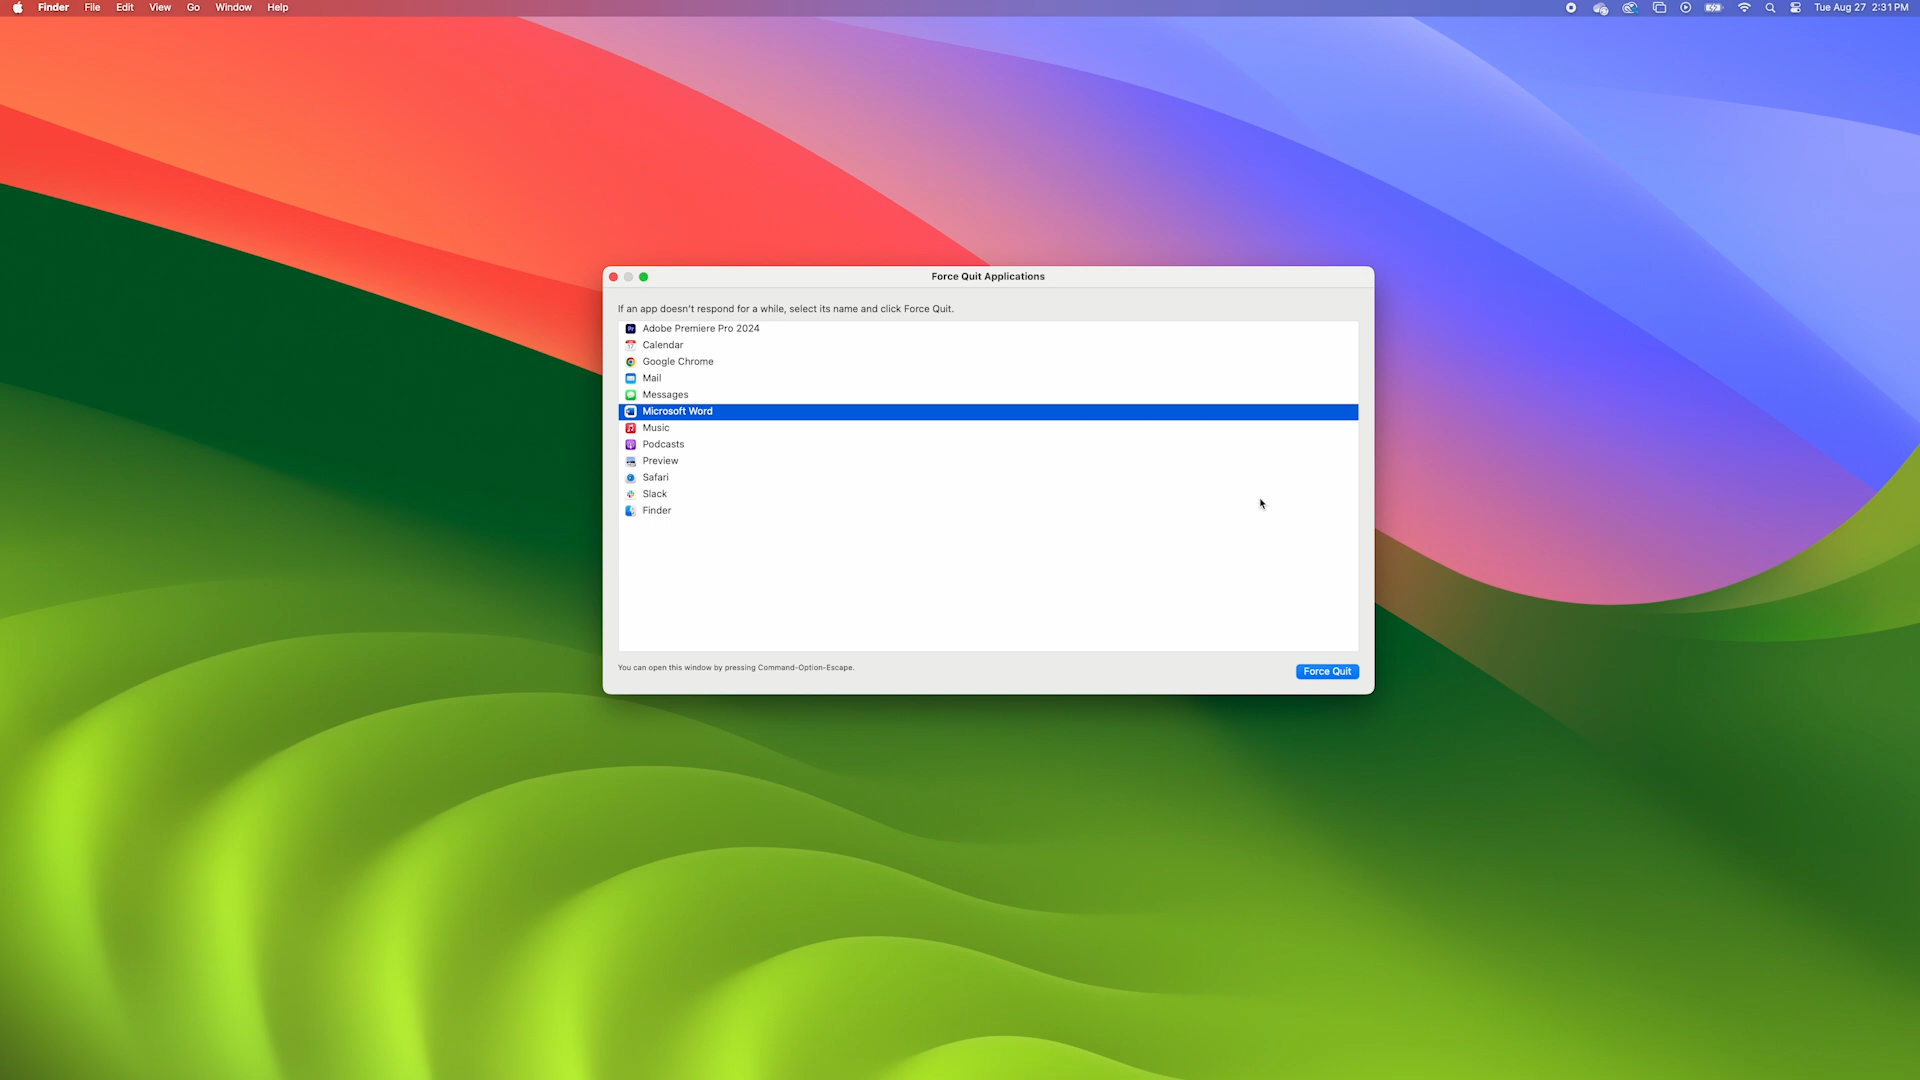 Finder File Edit View Go Window Help Tue Aug 27 2:31 PM
Force Quit Applications
If an app doesn't respond for a while, select its name and click Force Quit.
Adobe Premiere Pro 2024
Calendar
Google Chrome
Mail
Messages
Microsoft Word
Music
Podcasts
Preview
Safari
Slack
Finder
You can open this window by pressing Command-Option-Escape.
Force Quit